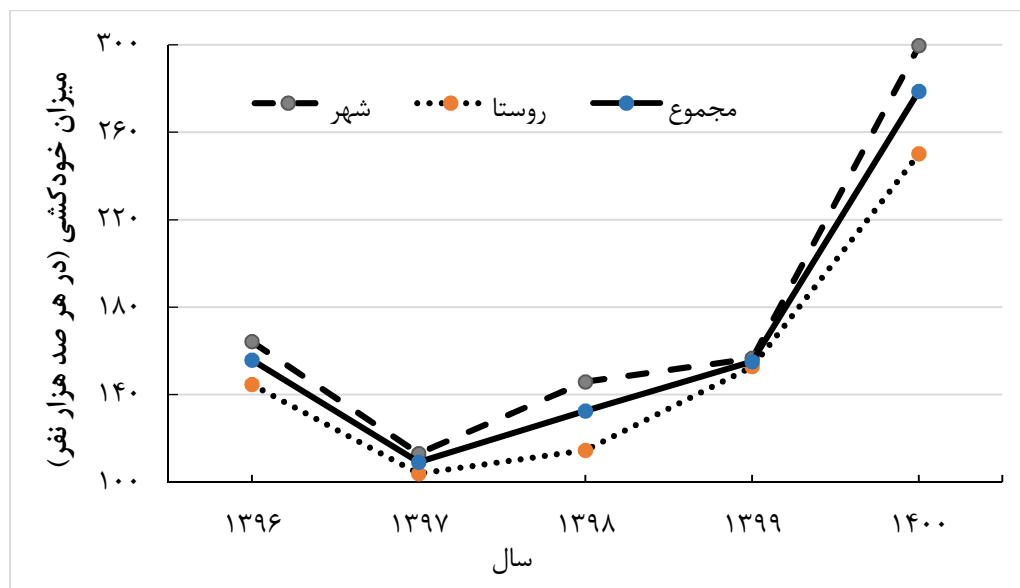 میزان خودکشی (در هر صد هزار نفر)
۳۰۰
۲۶۰
۲۲۰
۱۸۰
۱۴۰
۱۰۰
شهر روستا مجموع
۱۳۹۶ ۱۳۹۷ ۱۳۹۸ ۱۳۹۹ ۱۴۰۰
سال